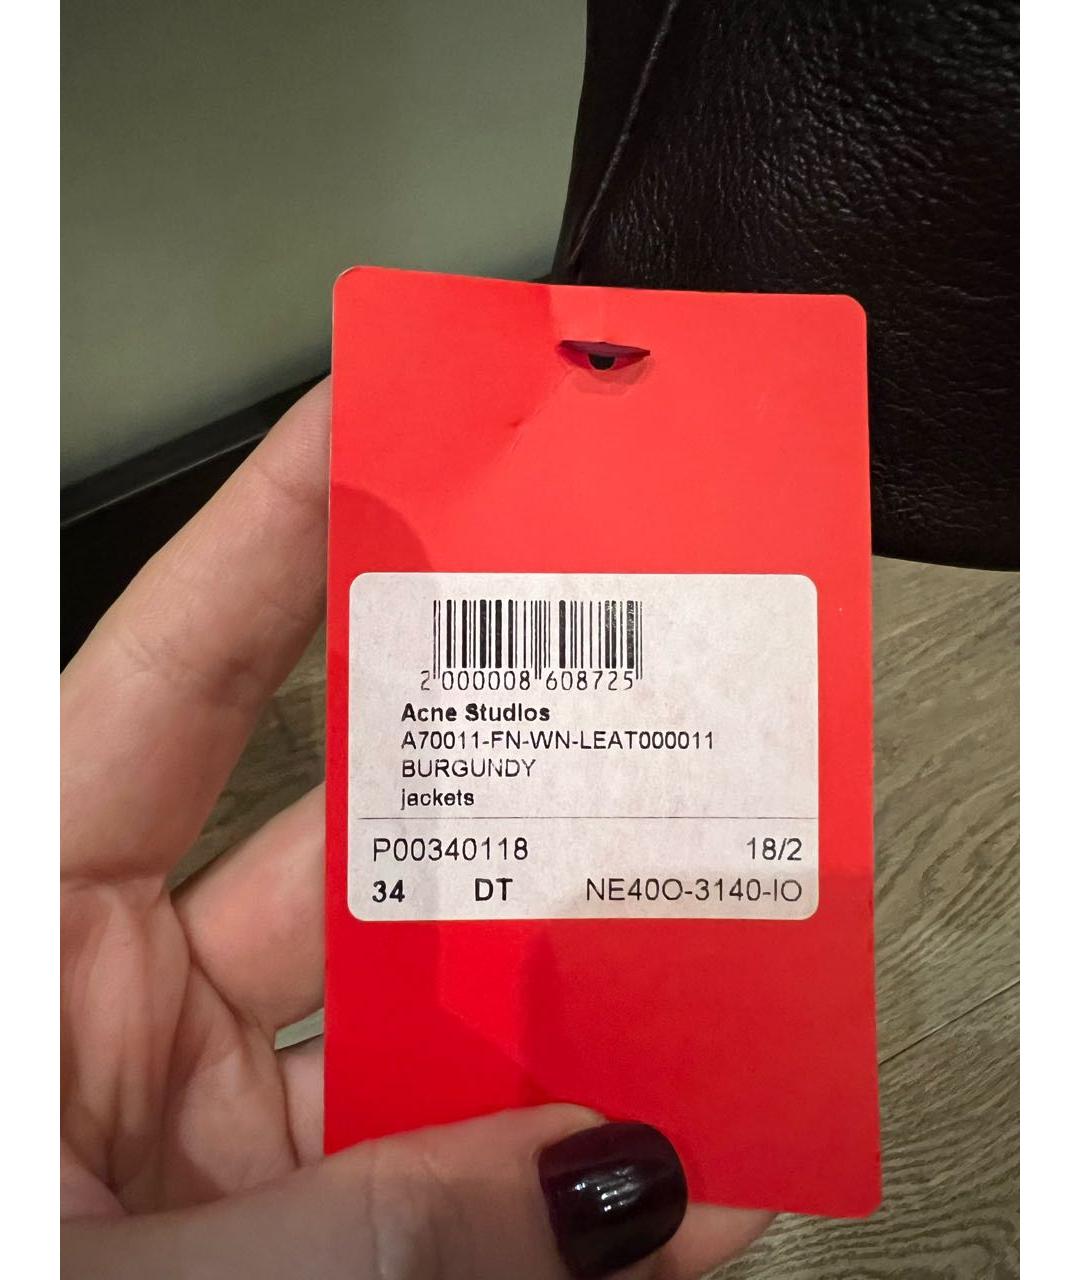 2 000008 608725
Acne Studios
A70011-FN-WN-LEAT000011
BURGUNDY
jackets
P00340118 18/2
34 DT NE40O-3140-IO